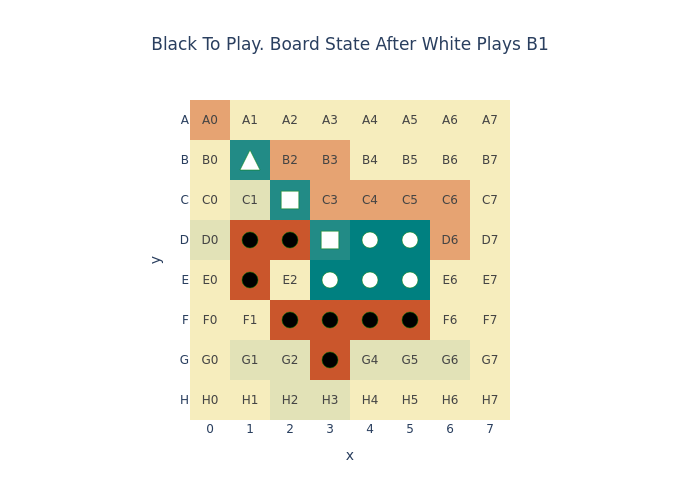 Black To Play. Board State After White Plays B1
A A0 A1 A2 A3 A4 A5 A6 A7
B B0 B2 B3 B4 B5 B6 B7
C C0 C1 C3 C4 C5 C6 C7
D D0 D6 D7
y
E E0 E2 E6 E7
F F0 F1 F6 F7
G G0 G1 G2 G4 G5 G6 G7
H H0 H1 H2 H3 H4 H5 H6 H7
0 1 2 3 4 5 6 7
x